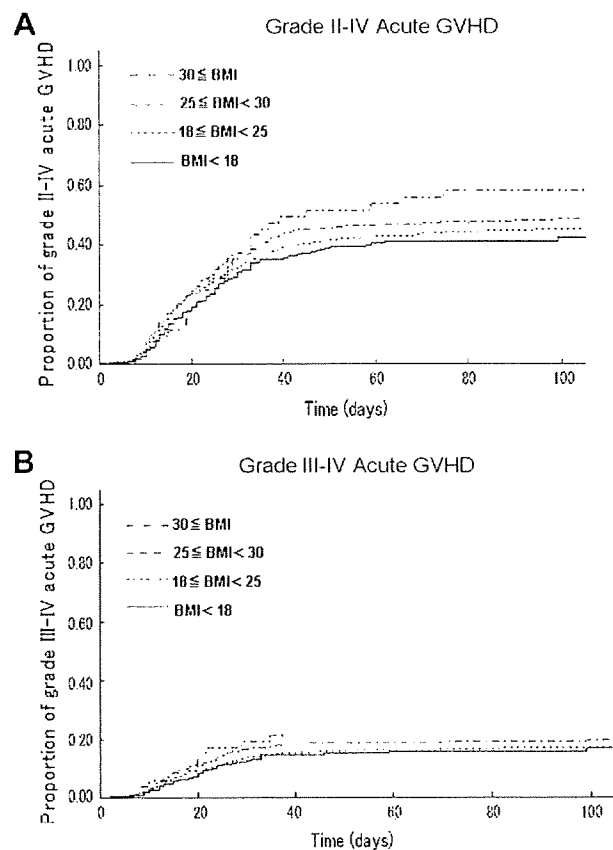 A
Grade II-IV Acute GVHD
Proportion of grade II-IV acute GVHD
1.00
0.80
0.60
0.40
0.20
0.00
30≦ BMI
25≦ BMI< 30
18≦ BMI< 25
BMI< 18
0 20 40 60 80 100
Time (days)
B
Grade III-IV Acute GVHD
Proportion of grade III-IV acute GVHD
1.00
0.80
0.60
0.40
0.20
0.00
30≦ BMI
25≦ BMI< 30
18≦ BMI< 25
BMI< 18
0 20 40 60 80 100
Time (days)